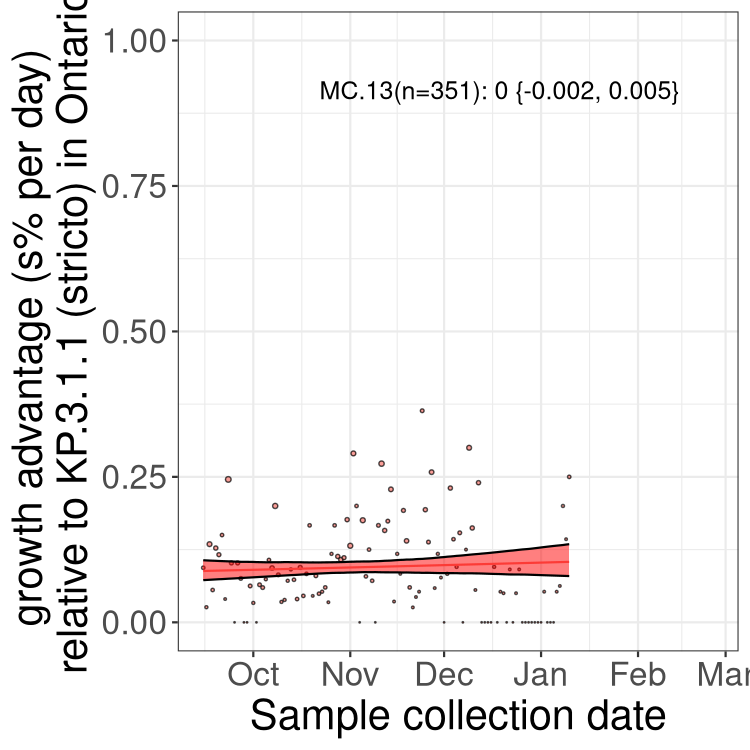 growth advantage (s% per day)
relative to KP.3.1.1 (stricto) in Ontario
1.00
0.75
0.50
0.25
0.00
MC.13(n=351): 0 {-0.002, 0.005}
Oct Nov Dec Jan Feb Mar
Sample collection date